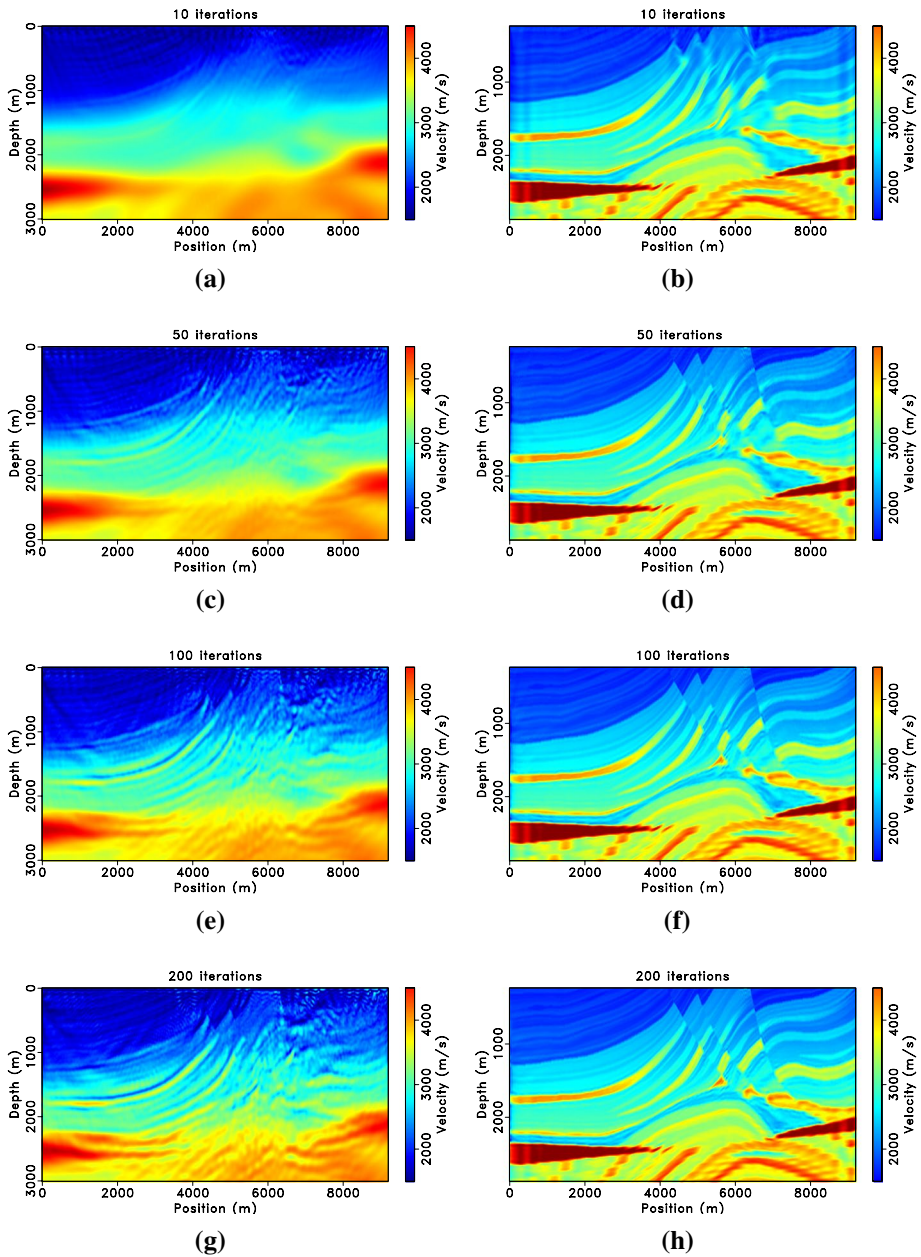 10 iterations
0
1000
2000
3000
Depth (m)
0 2000 4000 6000 8000
Position (m)
2000 3000 4000
Velocity (m/s)
(a)
10 iterations
1000
2000
Depth (m)
0 2000 4000 6000 8000
Position (m)
2000 3000 4000
Velocity (m/s)
(b)
50 iterations
0
1000
2000
3000
Depth (m)
0 2000 4000 6000 8000
Position (m)
2000 3000 4000
Velocity (m/s)
(c)
50 iterations
1000
2000
Depth (m)
0 2000 4000 6000 8000
Position (m)
2000 3000 4000
Velocity (m/s)
(d)
100 iterations
0
1000
2000
3000
Depth (m)
0 2000 4000 6000 8000
Position (m)
2000 3000 4000
Velocity (m/s)
(e)
100 iterations
1000
2000
Depth (m)
0 2000 4000 6000 8000
Position (m)
2000 3000 4000
Velocity (m/s)
(f)
200 iterations
0
1000
2000
3000
Depth (m)
0 2000 4000 6000 8000
Position (m)
2000 3000 4000
Velocity (m/s)
(g)
200 iterations
1000
2000
Depth (m)
0 2000 4000 6000 8000
Position (m)
2000 3000 4000
Velocity (m/s)
(h)